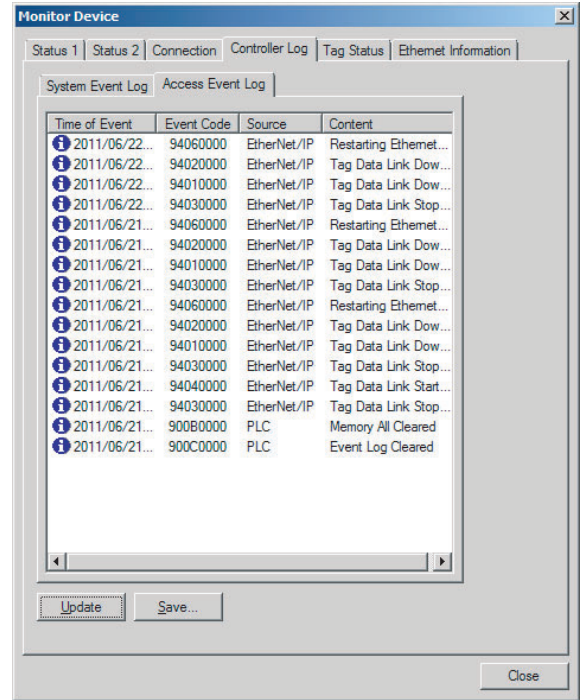 Monitor Device
Status 1 Status 2 Connection Controller Log Tag Status Ethernet Information
System Event Log Access Event Log
Time of Event Event Code Source Content
2011/06/22... 94060000 EtherNet/IP Restarting Ethernet...
2011/06/22... 94020000 EtherNet/IP Tag Data Link Dow...
2011/06/22... 94010000 EtherNet/IP Tag Data Link Dow...
2011/06/22... 94030000 EtherNet/IP Tag Data Link Stop...
2011/06/21... 94060000 EtherNet/IP Restarting Ethernet...
2011/06/21... 94020000 EtherNet/IP Tag Data Link Dow...
2011/06/21... 94010000 EtherNet/IP Tag Data Link Dow...
2011/06/21... 94030000 EtherNet/IP Tag Data Link Stop...
2011/06/21... 94060000 EtherNet/IP Restarting Ethernet...
2011/06/21... 94020000 EtherNet/IP Tag Data Link Dow...
2011/06/21... 94010000 EtherNet/IP Tag Data Link Dow...
2011/06/21... 94030000 EtherNet/IP Tag Data Link Stop...
2011/06/21... 94040000 EtherNet/IP Tag Data Link Start...
2011/06/21... 94030000 EtherNet/IP Tag Data Link Stop...
2011/06/21... 900B0000 PLC Memory All Cleared
2011/06/21... 900C0000 PLC Event Log Cleared
Update Save...
Close